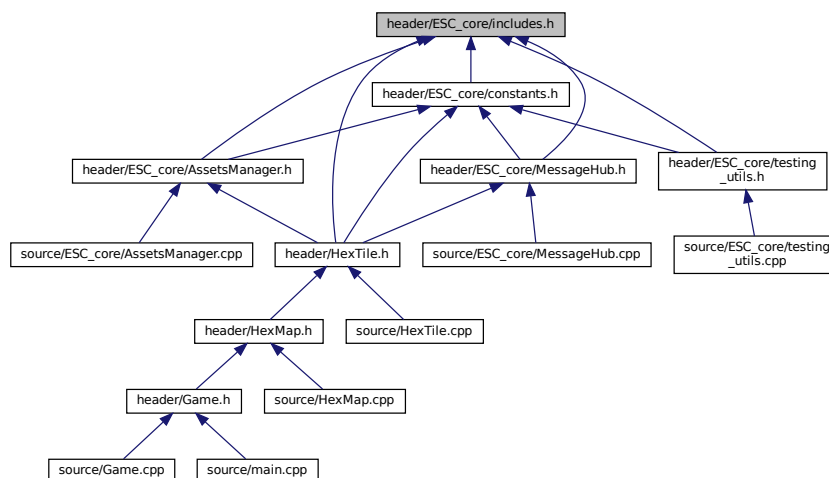 header/ESC_core/includes.h
header/ESC_core/constants.h
header/ESC_core/AssetsManager.h
header/ESC_core/MessageHub.h
header/ESC_core/testing
_utils.h
source/ESC_core/AssetsManager.cpp
header/HexTile.h
source/ESC_core/MessageHub.cpp
source/ESC_core/testing
_utils.cpp
header/HexMap.h
source/HexTile.cpp
header/Game.h
source/HexMap.cpp
source/Game.cpp
source/main.cpp